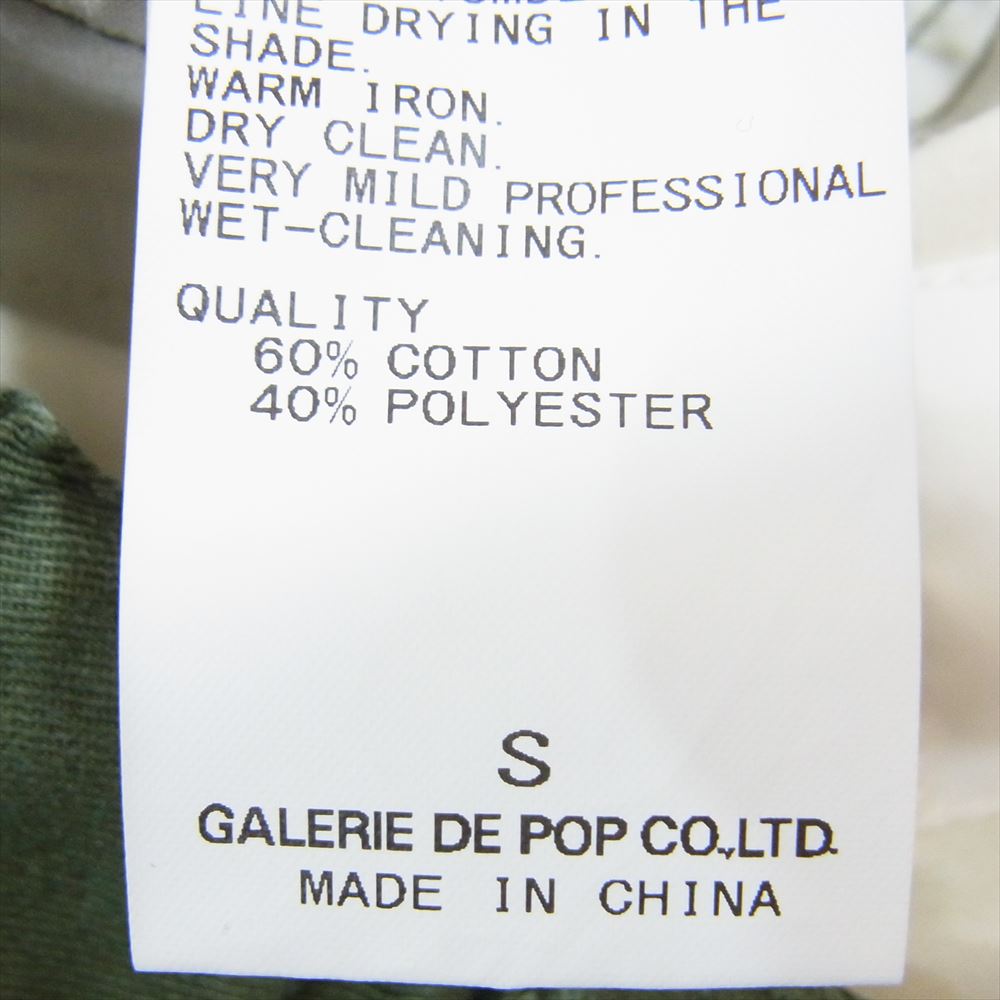 LINE DRYING IN THE
SHADE.
WARM IRON.
DRY CLEAN.
VERY MILD PROFESSIONAL
WET-CLEANING.
QUALITY
60% COTTON
40% POLYESTER
S
GALERIE DE POP CO.,LTD.
MADE IN CHINA